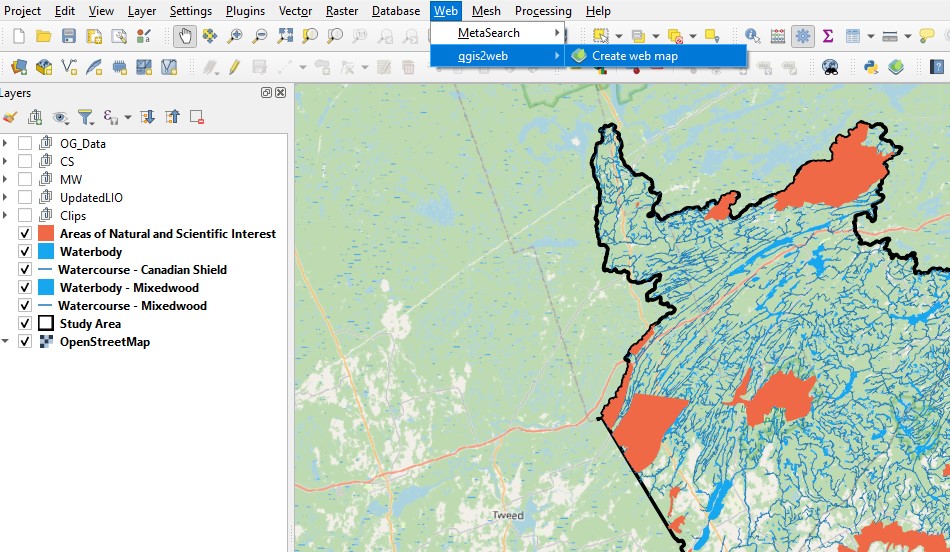 Project Edit View Layer Settings Plugins Vector Raster Database Web Mesh Processing Help
MetaSearch
qgis2web Create web map
Layers
OG_Data
CS
MW
UpdatedLIO
Clips
Areas of Natural and Scientific Interest
Waterbody
Watercourse - Canadian Shield
Waterbody - Mixedwood
Watercourse - Mixedwood
Study Area
OpenStreetMap
Tweed